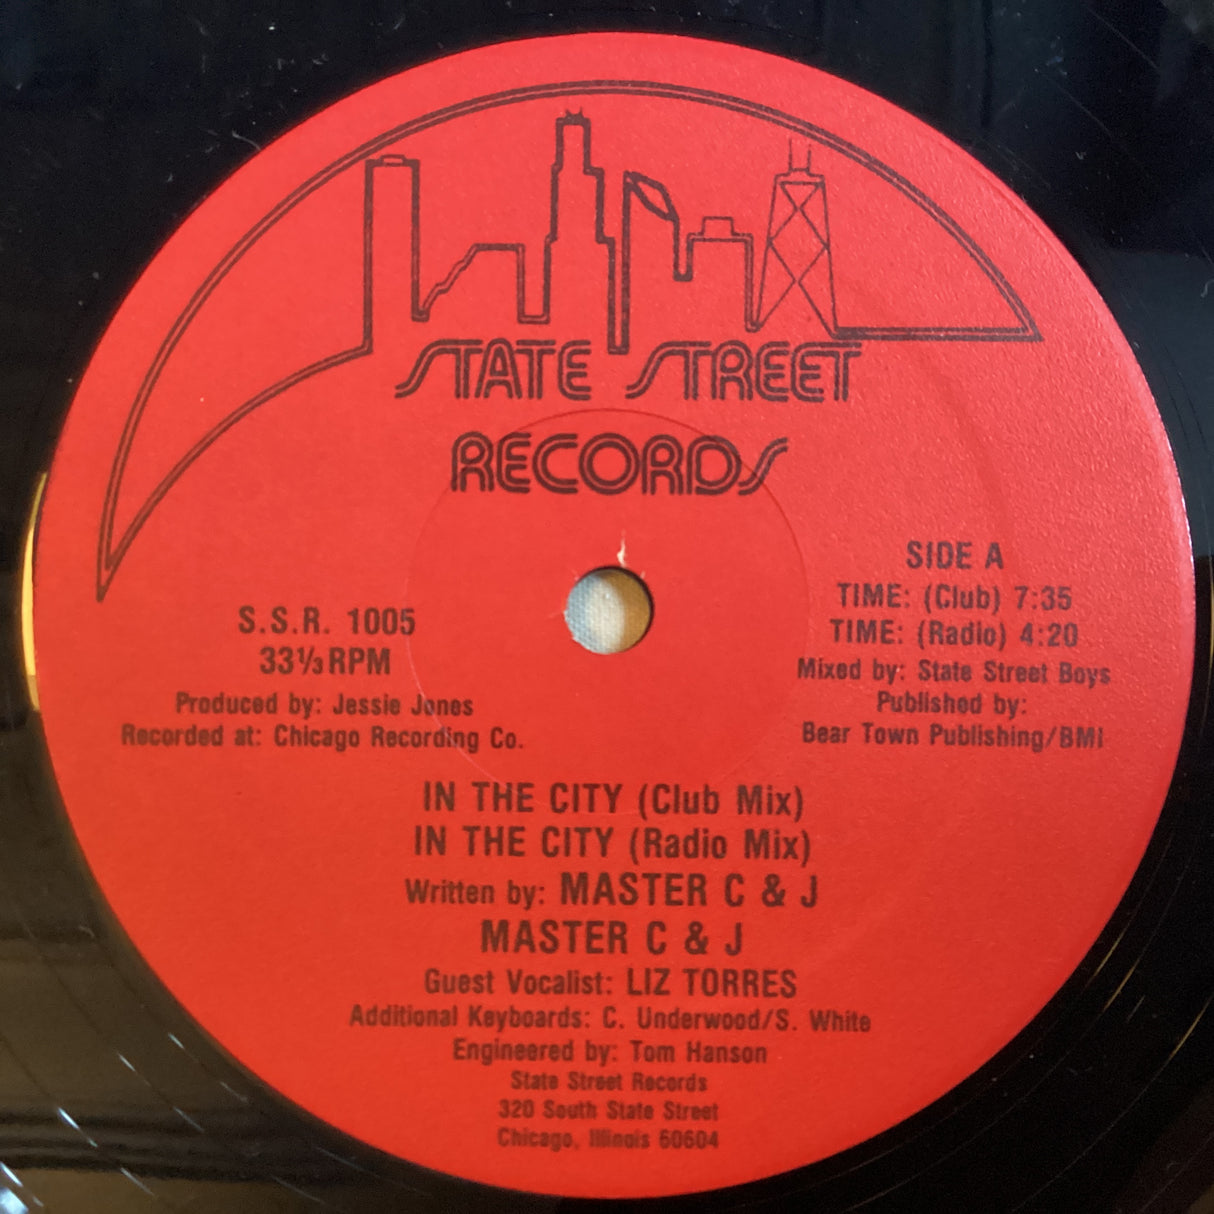 STATE STREET
RECORDS
S.S.R. 1005
33⅓ RPM
Produced by: Jessie Jones
Recorded at: Chicago Recording Co.
SIDE A
TIME: (Club) 7:35
TIME: (Radio) 4:20
Mixed by: State Street Boys
Published by:
Bear Town Publishing/BMI
IN THE CITY (Club Mix)
IN THE CITY (Radio Mix)
Written by: MASTER C & J
MASTER C & J
Guest Vocalist: LIZ TORRES
Additional Keyboards: C. Underwood/S. White
Engineered by: Tom Hanson
State Street Records
320 South State Street
Chicago, Illinois 60604